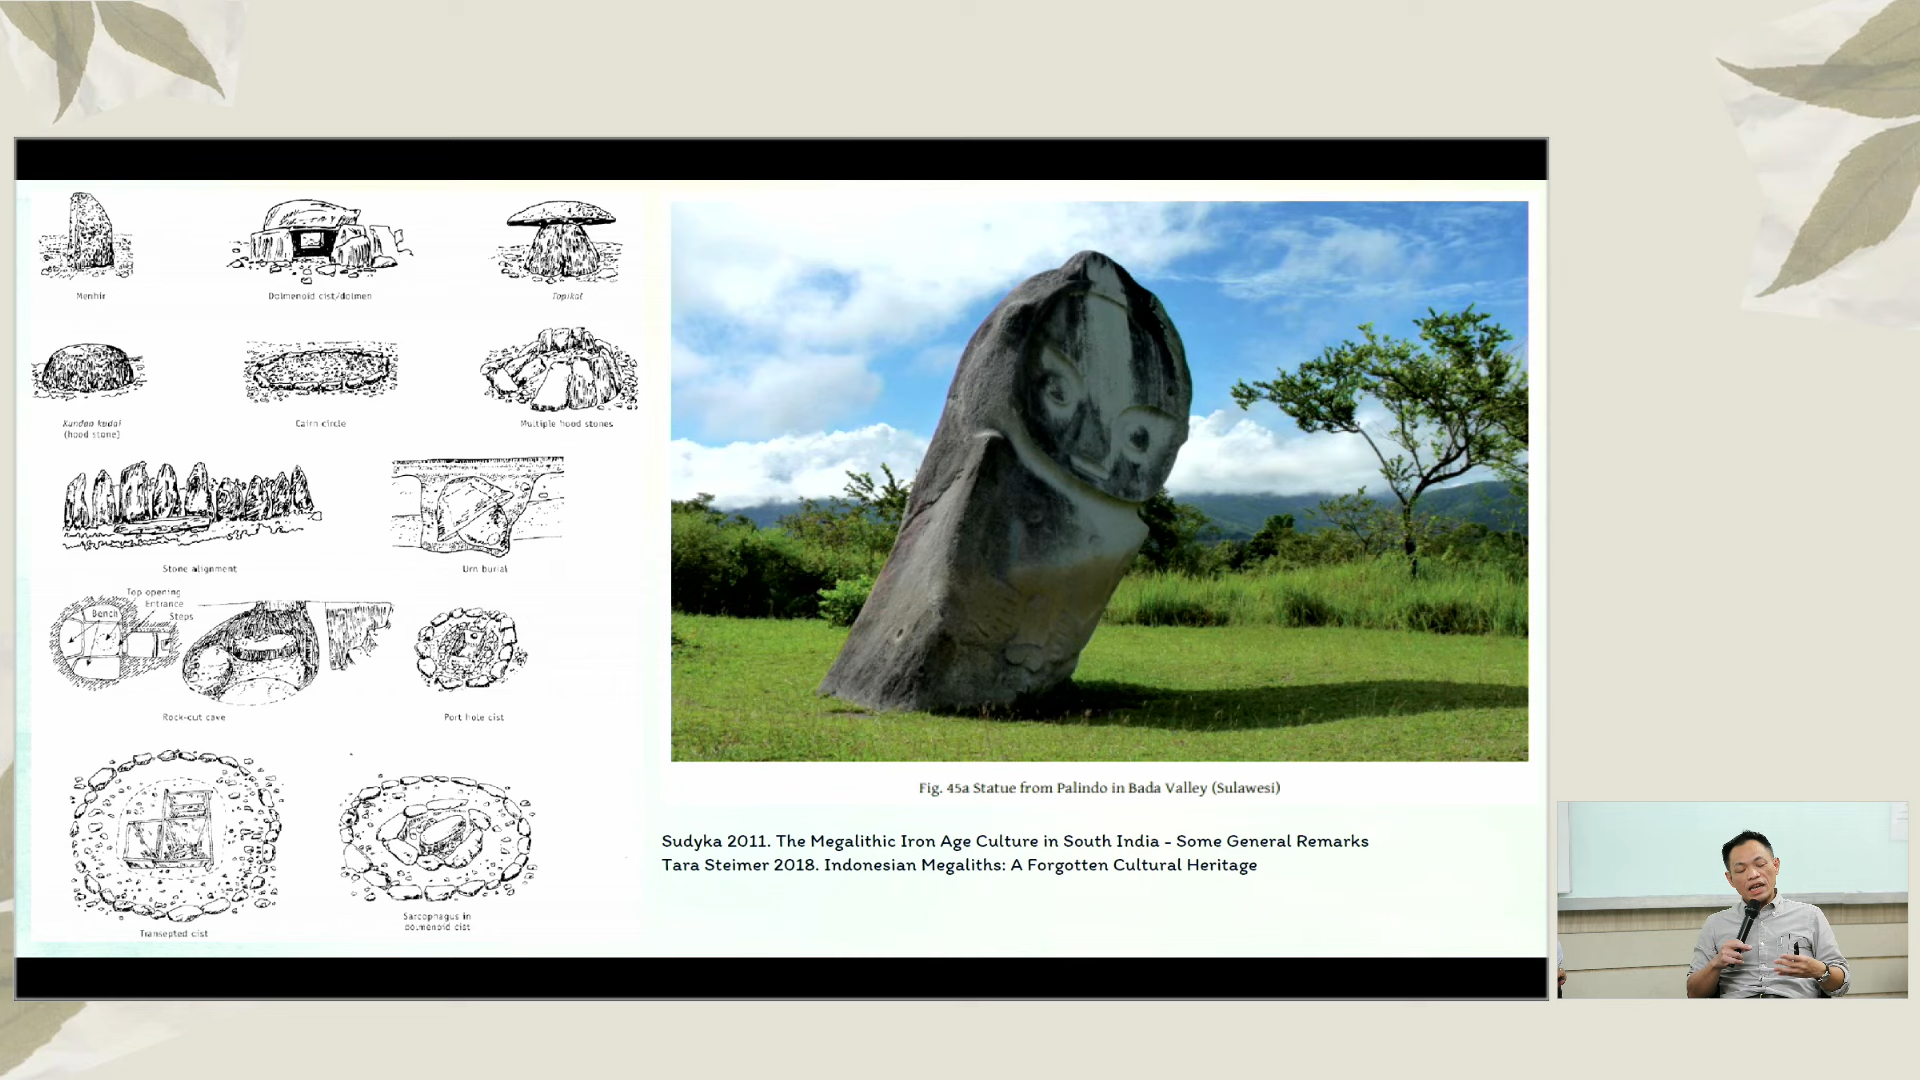 Menhir
Dolmenoid cist/dolmen
Topikal
Kundaa kudai
(hood stone)
Cairn circle
Multiple hood stones
Stone alignment
Urn burial
Top opening
Entrance
Bench
Steps
Rock-cut cave
Port hole cist
Transepted cist
Sarcophagus in
dolmenoid cist
Fig. 45a Statue from Palindo in Bada Valley (Sulawesi)
Sudyka 2011. The Megalithic Iron Age Culture in South India - Some General Remarks
Tara Steimer 2018. Indonesian Megaliths: A Forgotten Cultural Heritage